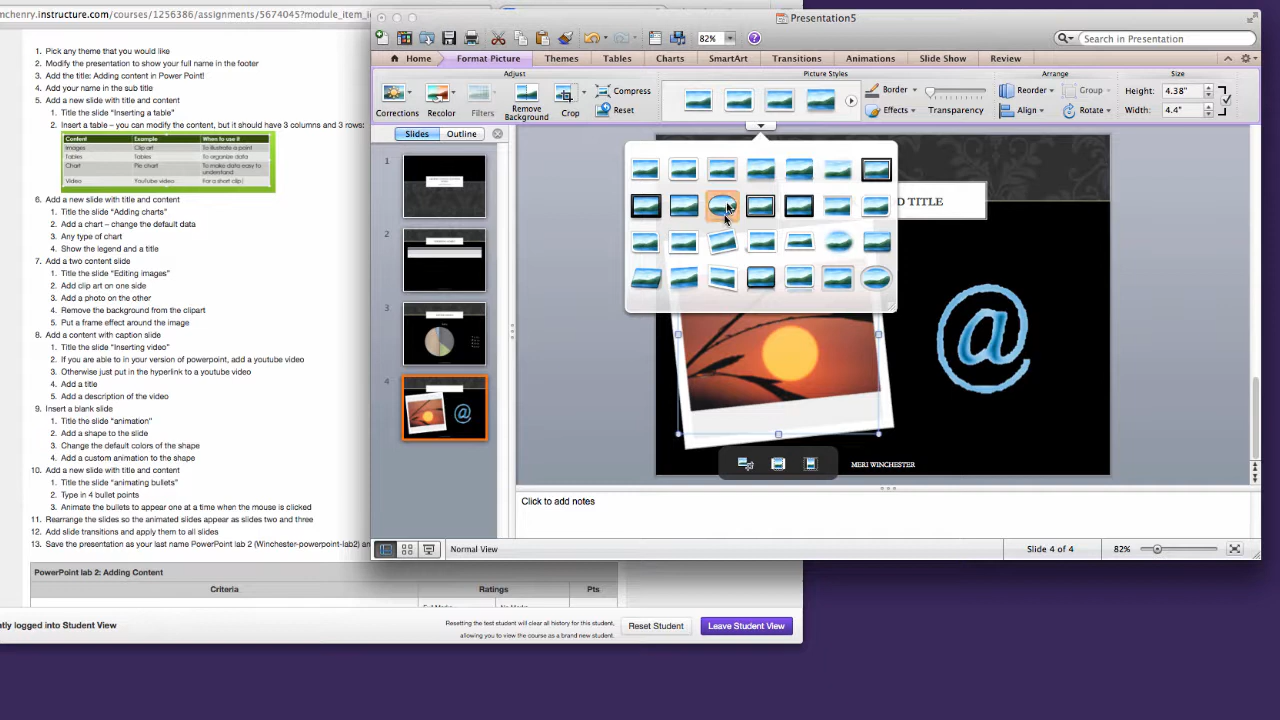 mchenry.instructure.com/courses/1256386/assignments/5674045?module_item_i
1. Pick any theme that you would like
2. Modify the presentation to show your full name in the footer
3. Add the title: Adding content in Power Point!
4. Add your name in the sub title
5. Add a new slide with title and content
1. Title the slide "Inserting a table"
2. Insert a table – you can modify the content, but it should have 3 columns and 3 rows:
Content Example When to use it
Images Clip art To illustrate a point
Tables Tables To organize data
Chart Pie chart To make data easy to understand
Video Youtube video For a short clip
6. Add a new slide with title and content
1. Title the slide "Adding charts"
2. Add a chart – change the default data
3. Any type of chart
4. Show the legend and a title
7. Add a two content slide
1. Title the slide "Editing images"
2. Add clip art on one side
3. Add a photo on the other
4. Remove the background from the clipart
5. Put a frame effect around the image
8. Add a content with caption slide
1. Title the slide "Inserting video"
2. If you are able to in your version of powerpoint, add a youtube video
3. Otherwise just put in the hyperlink to a youtube video
4. Add a title
5. Add a description of the video
9. Insert a blank slide
1. Title the slide "animation"
2. Add a shape to the slide
3. Change the default colors of the shape
4. Add a custom animation to the shape
10. Add a new slide with title and content
1. Title the slide "animating bullets"
2. Type in 4 bullet points
3. Animate the bullets to appear one at a time when the mouse is clicked
11. Rearrange the slides so the animated slides appear as slides two and three
12. Add slide transitions and apply them to all slides
13. Save the presentation as your last name PowerPoint lab 2 (Winchester-powerpoint-lab2) an
PowerPoint lab 2: Adding Content
Criteria Ratings Pts
ntly logged into Student View
Resetting the test student will clear all history for this student,
allowing you to view the course as a brand new student.
Reset Student
Leave Student View
Presentation5
82%
Search in Presentation
Home Format Picture Themes Tables Charts SmartArt Transitions Animations Slide Show Review
Adjust Picture Styles Arrange Size
Corrections Recolor Filters Remove Background Crop Compress Reset
Border Effects Transparency
Reorder Group Align Rotate
Height: 4.38"
Width: 4.4"
Slides Outline
1
2
3
4
D TITLE
@
MERI WINCHESTER
Click to add notes
Normal View
Slide 4 of 4
82%